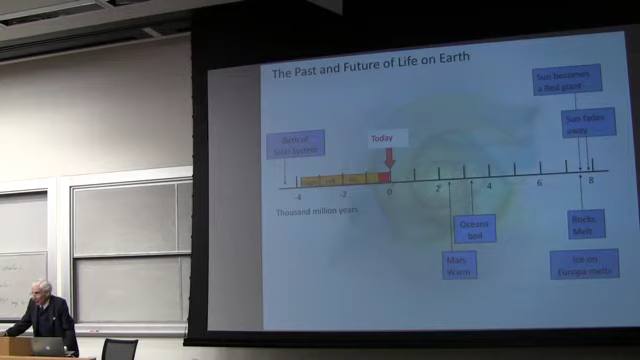 The Past and Future of Life on Earth
Sun becomes
a Red giant
Sun fades
away
Birth of
Solar System
Today
-4
-2
0
2
4
6
8
Thousand million years
Oceans
boil
Rocks
Melt
Mars
Warm
Ice on
Europa melts